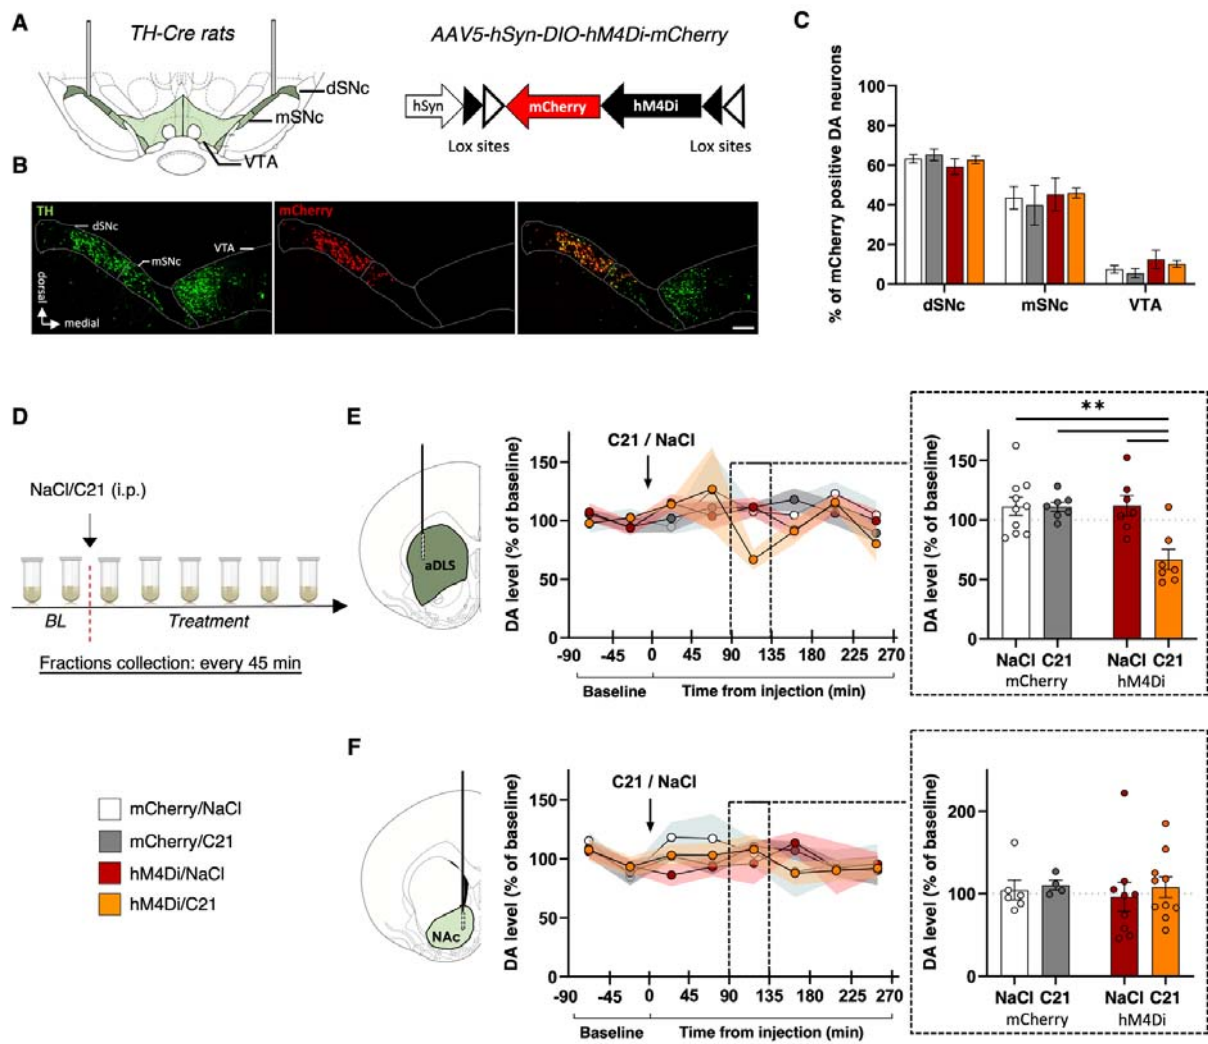 A
TH-Cre rats
dSNc
mSNc
VTA
AAV5-hSyn-DIO-hM4Di-mCherry
hSyn
mCherry
hM4Di
Lox sites
Lox sites
B
TH
dSNc
mSNc
VTA
dorsal
medial
mCherry
C
% of mCherry positive DA neurons
100
80
60
40
20
0
dSNc
mSNc
VTA
D
NaCl/C21 (i.p.)
BL
Treatment
Fractions collection: every 45 min
E
aDLS
C21 / NaCl
DA level (% of baseline)
150
100
50
0
-90 -45 0 45 90 135 180 225 270
Baseline
Time from injection (min)
**
DA level (% of baseline)
150
100
50
0
NaCl C21 NaCl C21
mCherry hM4Di
mCherry/NaCl
mCherry/C21
hM4Di/NaCl
hM4Di/C21
F
NAc
C21 / NaCl
DA level (% of baseline)
150
100
50
0
-90 -45 0 45 90 135 180 225 270
Baseline
Time from injection (min)
DA level (% of baseline)
200
100
0
NaCl C21 NaCl C21
mCherry hM4Di